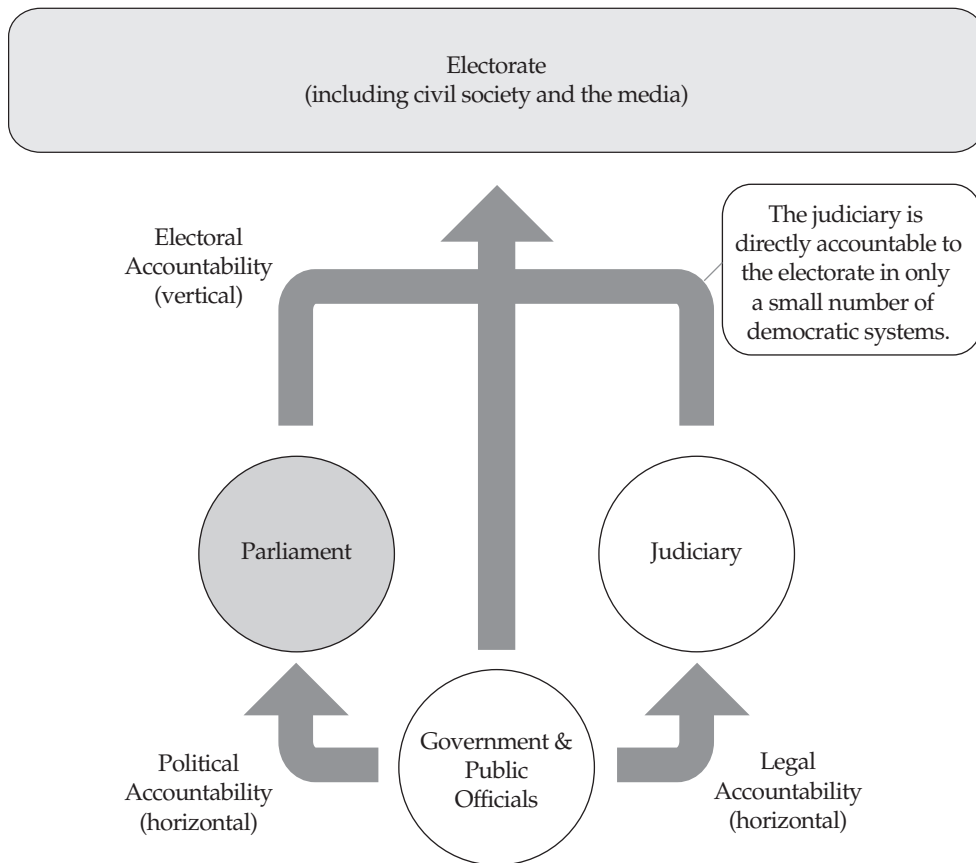 Electorate
(including civil society and the media)
Electoral
Accountability
(vertical)
The judiciary is
directly accountable to
the electorate in only
a small number of
democratic systems.
Parliament
Judiciary
Political
Accountability
(horizontal)
Government &
Public
Officials
Legal
Accountability
(horizontal)